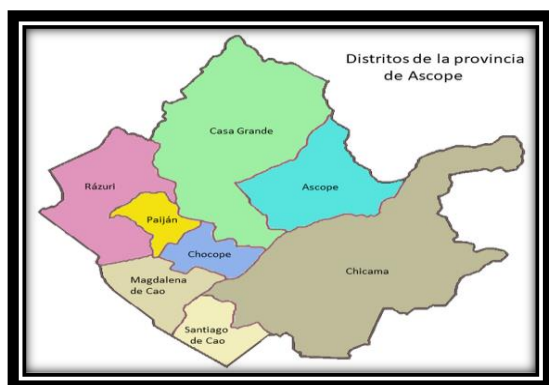 Distritos de la provincia
de Ascope
Casa Grande
Rázuri
Ascope
Paiján
Chocope
Chicama
Magdalena
de Cao
Santiago
de Cao